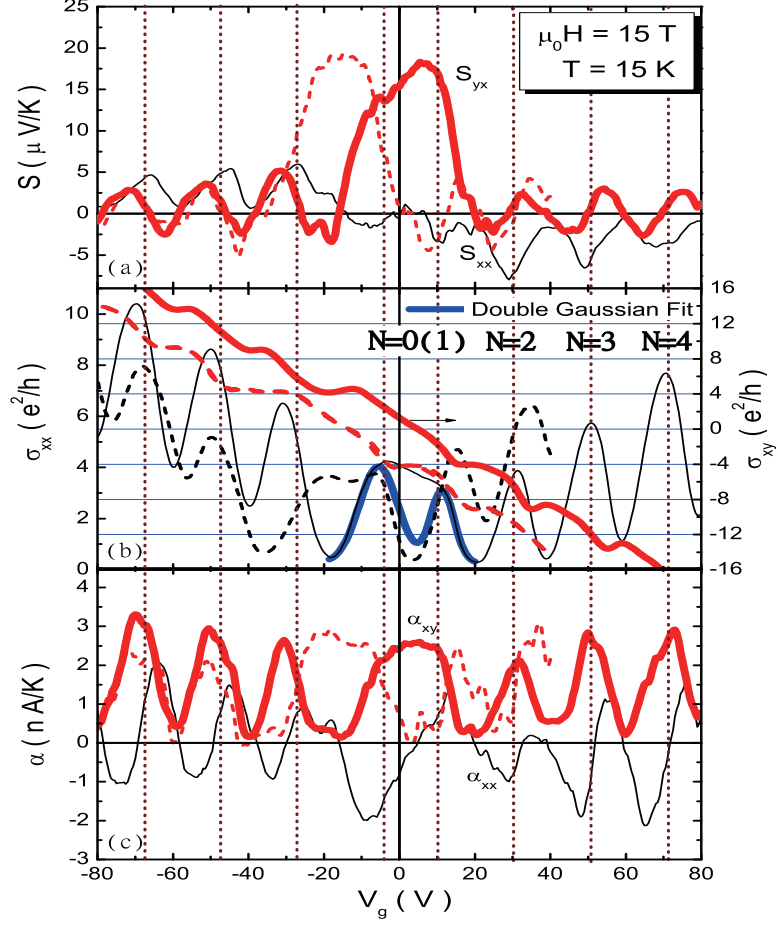 25
20
15
10
5
0
-5
S ( μ V/K )
μ0H = 15 T
T = 15 K
Syx
Sxx
(a)
10
8
6
4
2
0
σxx ( e²/h )
Double Gaussian Fit
N=0(1) N=2 N=3 N=4
16
12
8
4
0
-4
-8
-12
-16
σxy ( e²/h )
(b)
4
3
2
1
0
-1
-2
-3
α ( n A/K )
αxy
αxx
(c)
-80 -60 -40 -20 0 20 40 60 80
Vg ( V )